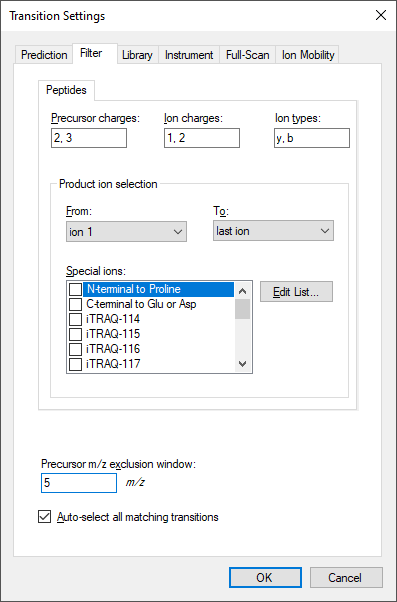 Transition Settings
Prediction Filter Library Instrument Full-Scan Ion Mobility
Peptides
Precursor charges: Ion charges: Ion types:
2, 3 1, 2 y, b
Product ion selection
From: To:
ion 1 last ion
Special ions:
N-terminal to Proline
Edit List...
C-terminal to Glu or Asp
iTRAQ-114
iTRAQ-115
iTRAQ-116
iTRAQ-117
Precursor m/z exclusion window:
5 m/z
Auto-select all matching transitions
OK Cancel